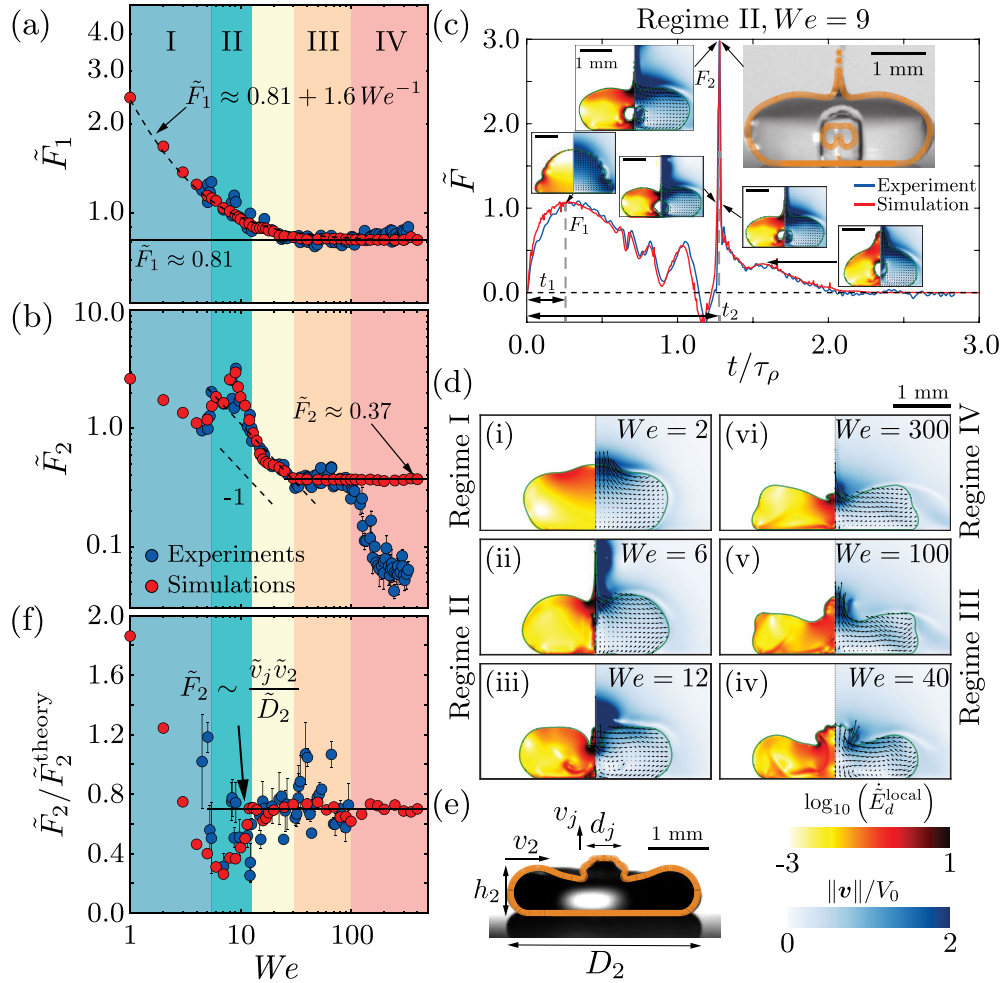 (a)
4.0
3.0
2.0
1.0
I
II
III
IV
F̃₁ ≈ 0.81 + 1.6 We⁻¹
F̃₁ ≈ 0.81
F̃₁
(b)
10.0
1.0
0.1
F̃₂ ≈ 0.37
-1
Experiments
Simulations
F̃₂
(f)
2.0
1.6
1.2
0.8
0.4
0.0
F̃₂ ∼ ṽⱼṽ₂/D̃₂
F̃₂/F̃₂ᵗʰᵉᵒʳʸ
1
10
100
We
(c)
Regime II, We = 9
3.0
2.0
1.0
0.0
F̃
1 mm
F₂
1 mm
Experiment
Simulation
F₁
t₁
t₂
0.0
1.0
2.0
3.0
t/τρ
(d)
1 mm
Regime I
(i)
We = 2
(vi)
We = 300
Regime IV
Regime II
(ii)
We = 6
(v)
We = 100
Regime III
(iii)
We = 12
(iv)
We = 40
(e)
vⱼ
dⱼ
1 mm
v₂
h₂
D₂
log₁₀ (Ẽ̇_d^local)
-3
1
‖v‖/V₀
0
2